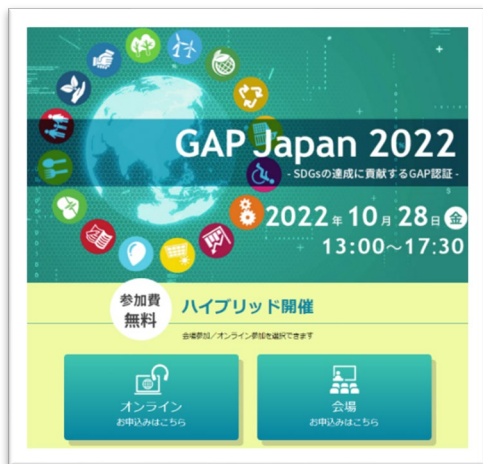 GAP Japan 2022
- SDGsの達成に貢献するGAP認証 -
2022年10月28日 金
13:00～17:30
参加費
無料
ハイブリッド開催
会場参加/オンライン参加を選択できます
オンライン
お申込みはこちら
会場
お申込みはこちら